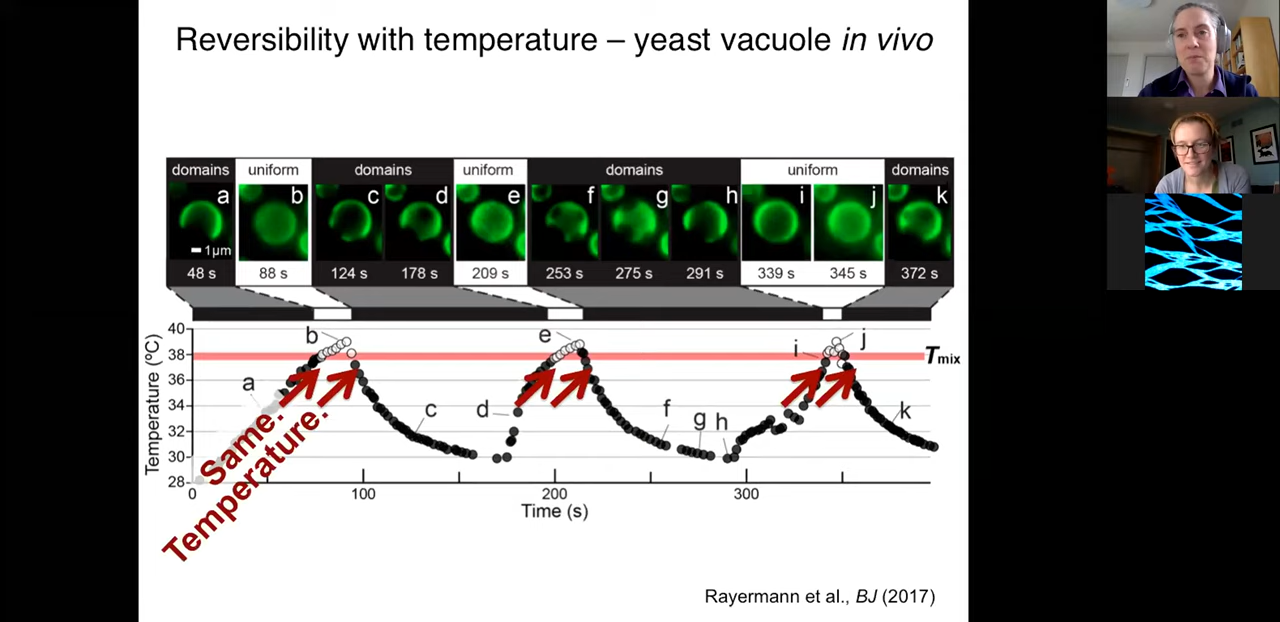 Reversibility with temperature – yeast vacuole in vivo
domains uniform domains uniform domains uniform domains
a b c d e f g h i j k
1µm
48 s 88 s 124 s 178 s 209 s 253 s 275 s 291 s 339 s 345 s 372 s
40
38
36
34
32
30
28
Temperature (ºC)
a b c d e f g h i j k
Tmix
Same.
Temperature.
0 100 200 300
Time (s)
Rayermann et al., BJ (2017)